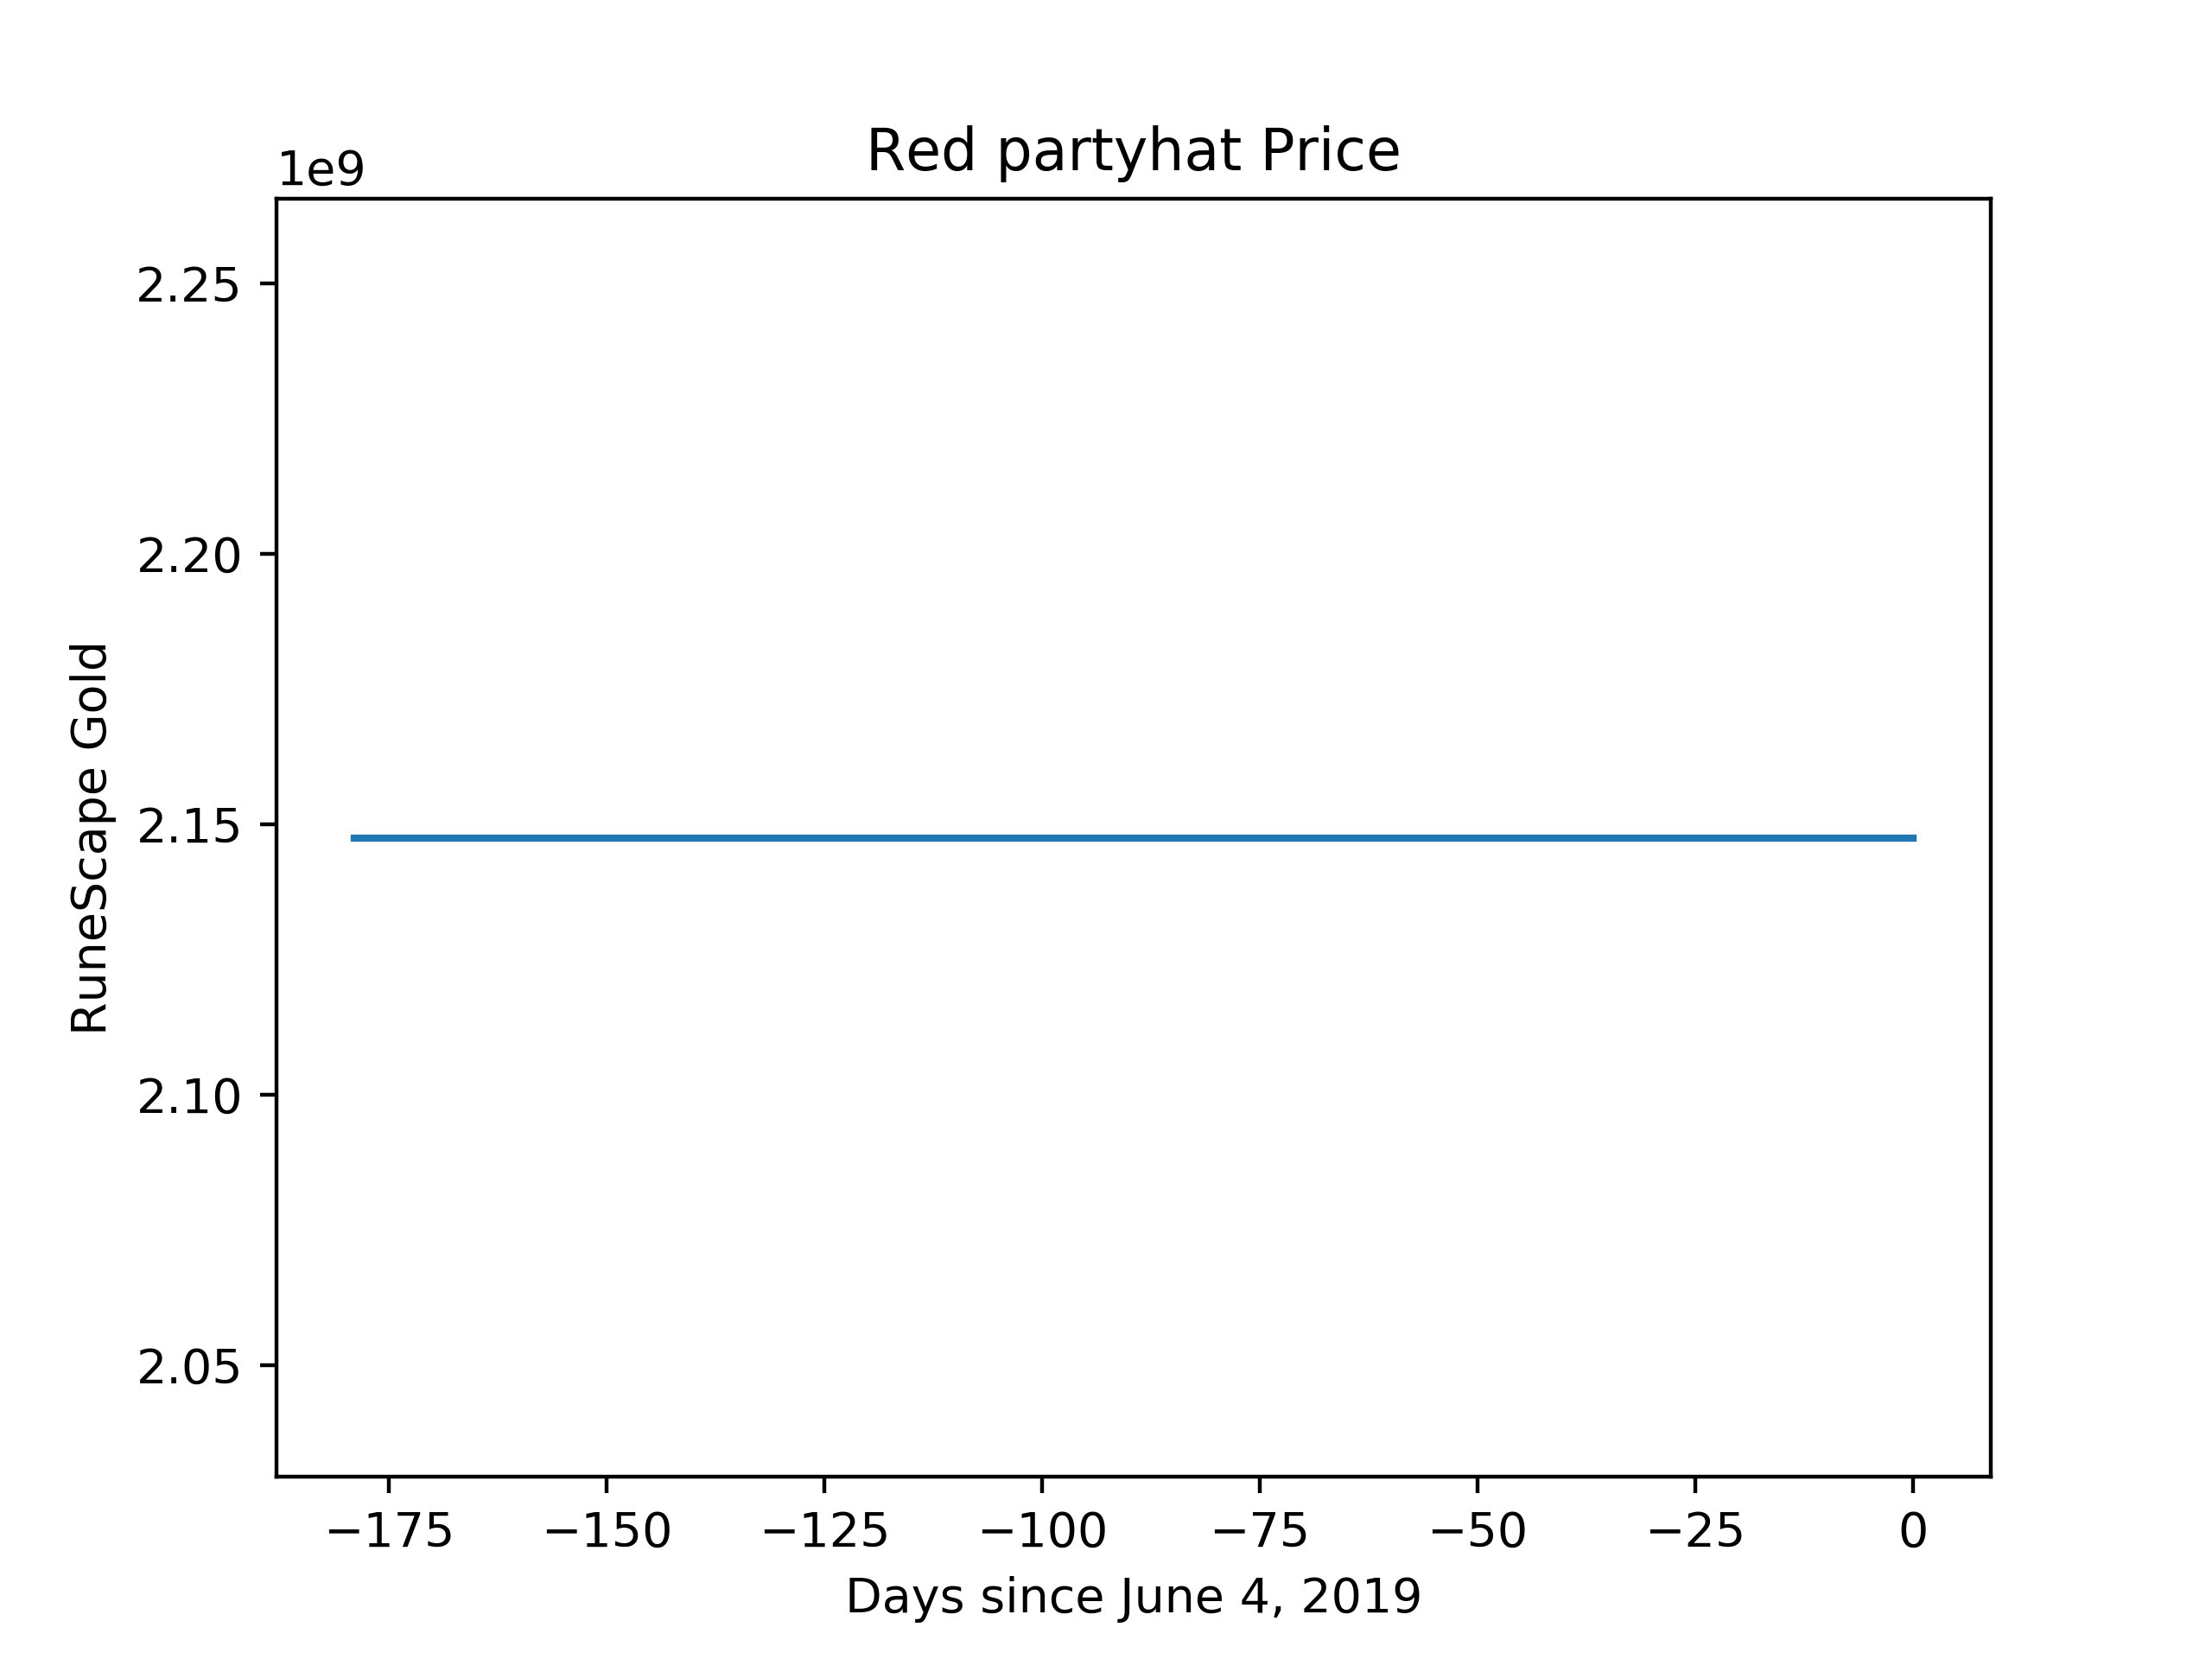 Red partyhat Price
1e9
2.25
2.20
2.15
2.10
2.05
RuneScape Gold
−175 −150 −125 −100 −75 −50 −25 0
Days since June 4, 2019